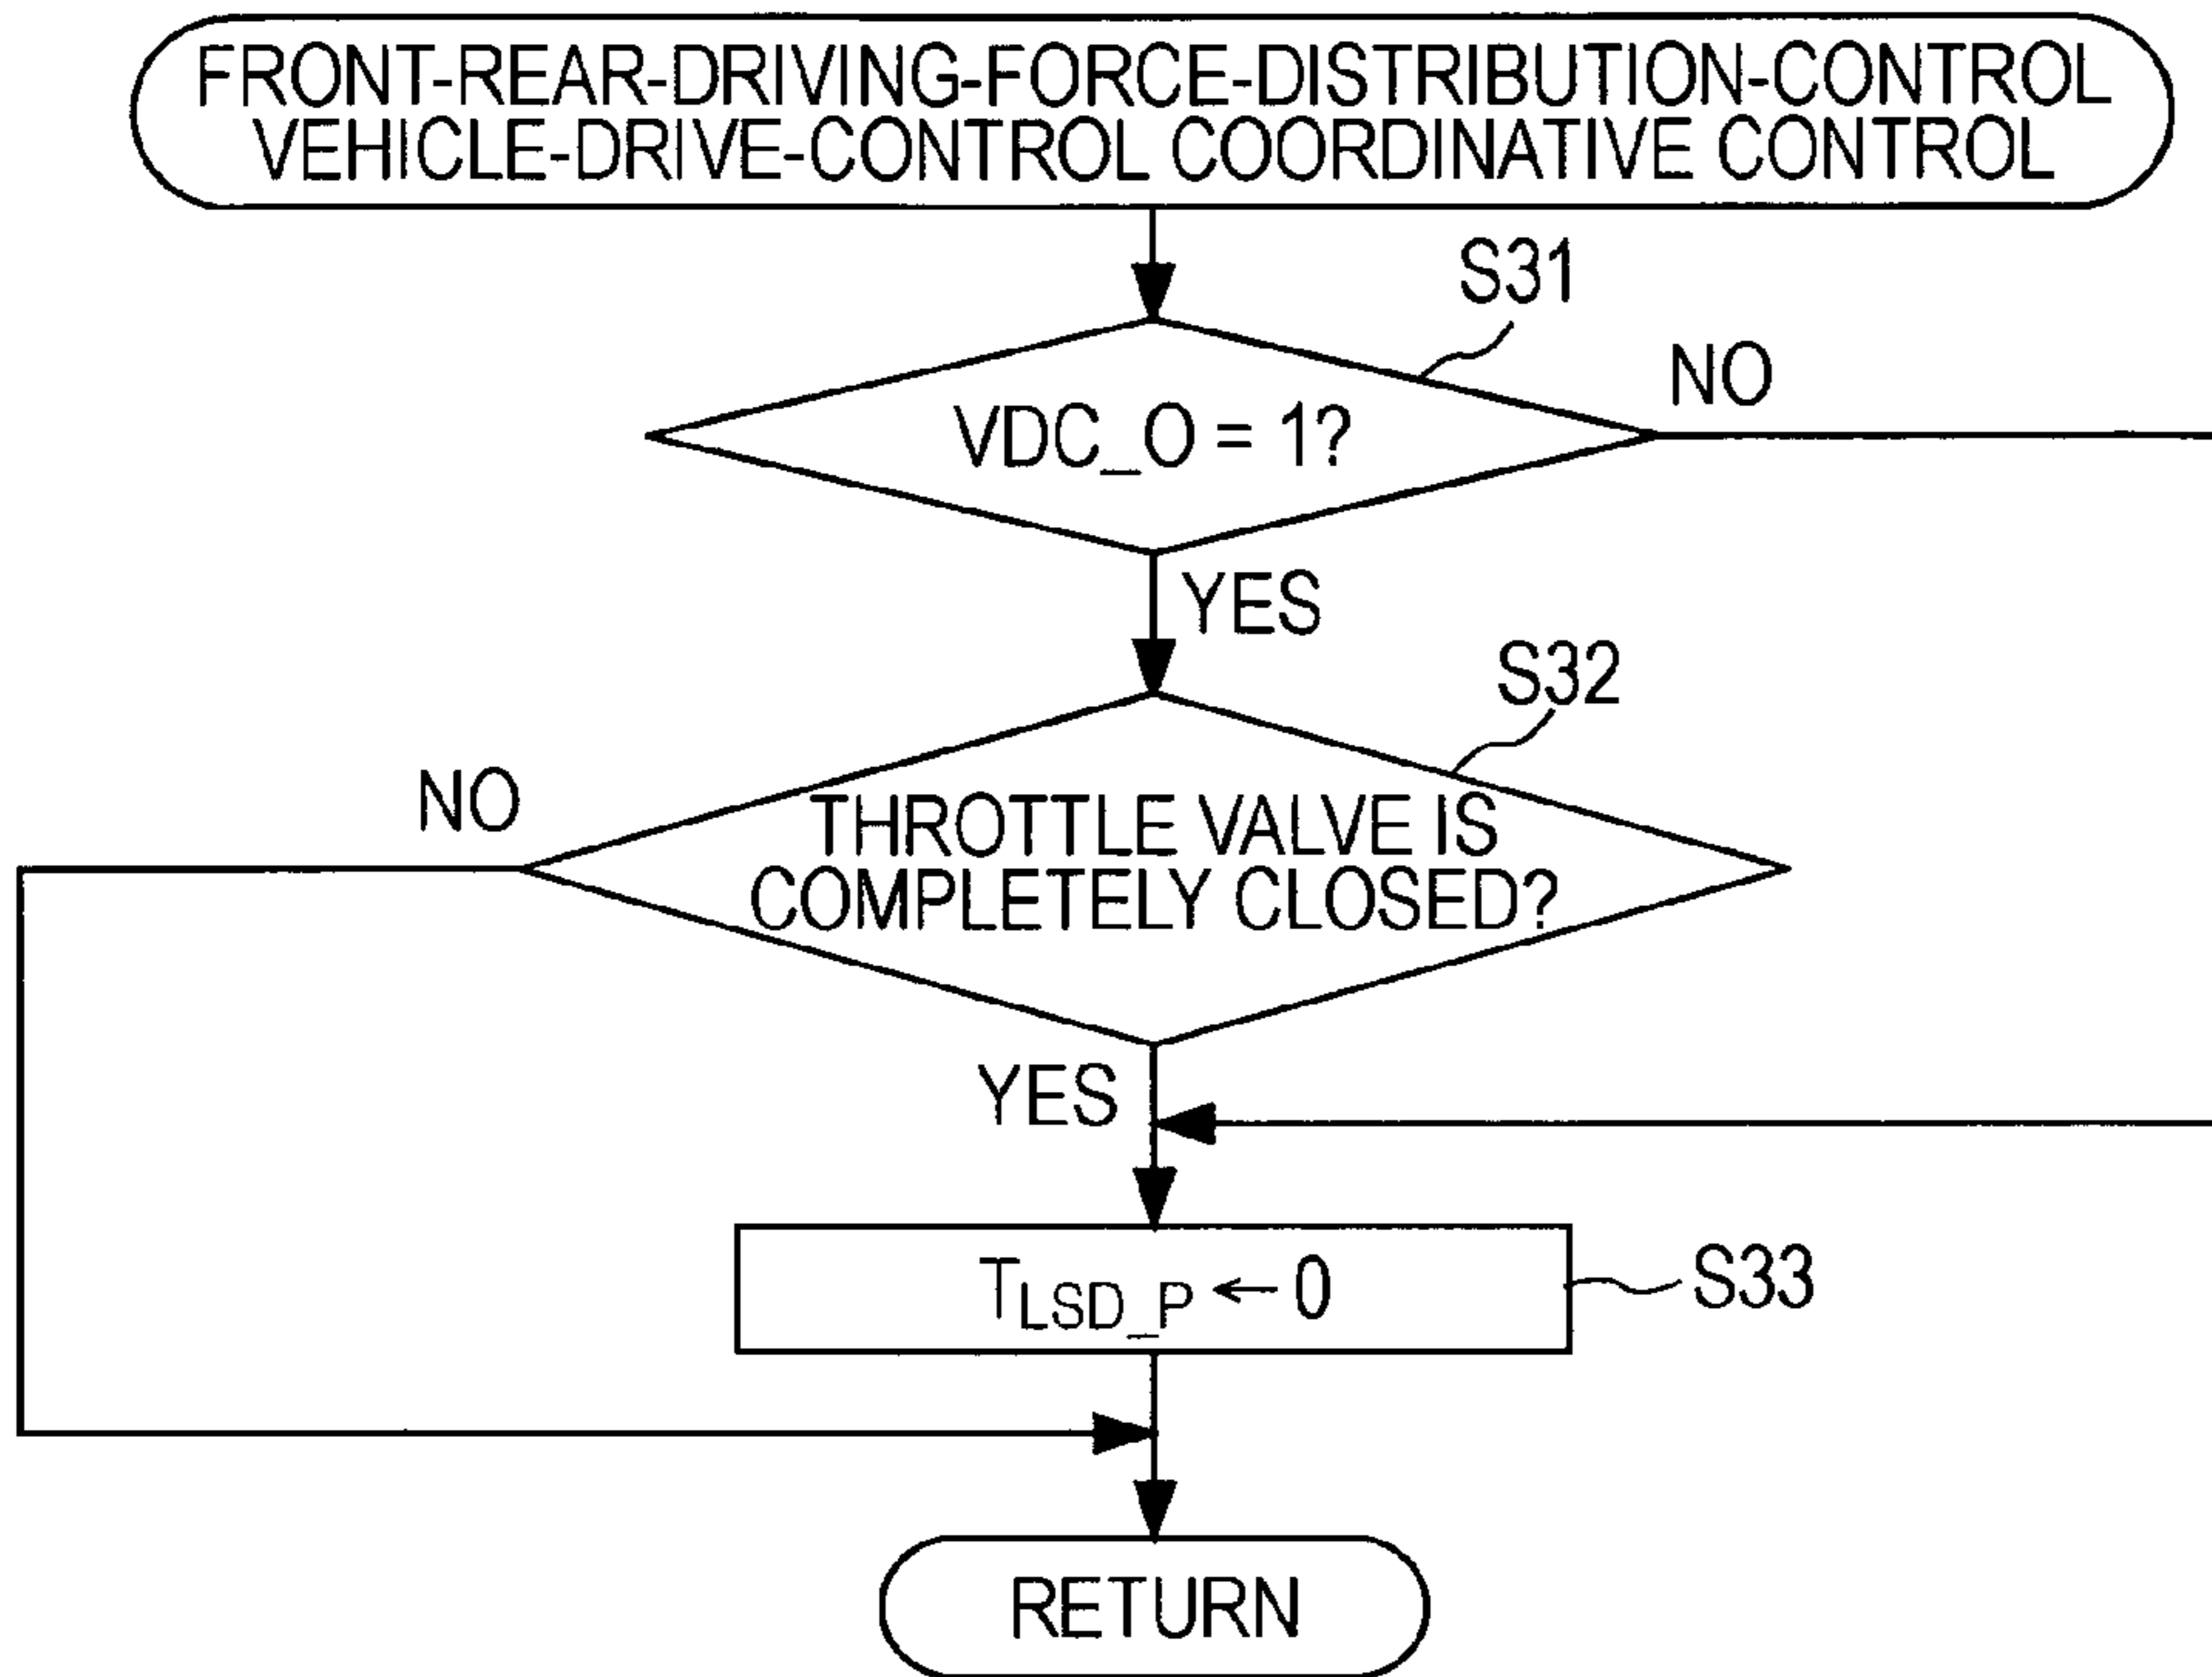 FRONT-REAR-DRIVING-FORCE-DISTRIBUTION-CONTROL
VEHICLE-DRIVE-CONTROL COORDINATIVE CONTROL
S31
VDC_O = 1?
NO
YES
S32
NO
THROTTLE VALVE IS
COMPLETELY CLOSED?
YES
TLSD_P ← 0
S33
RETURN